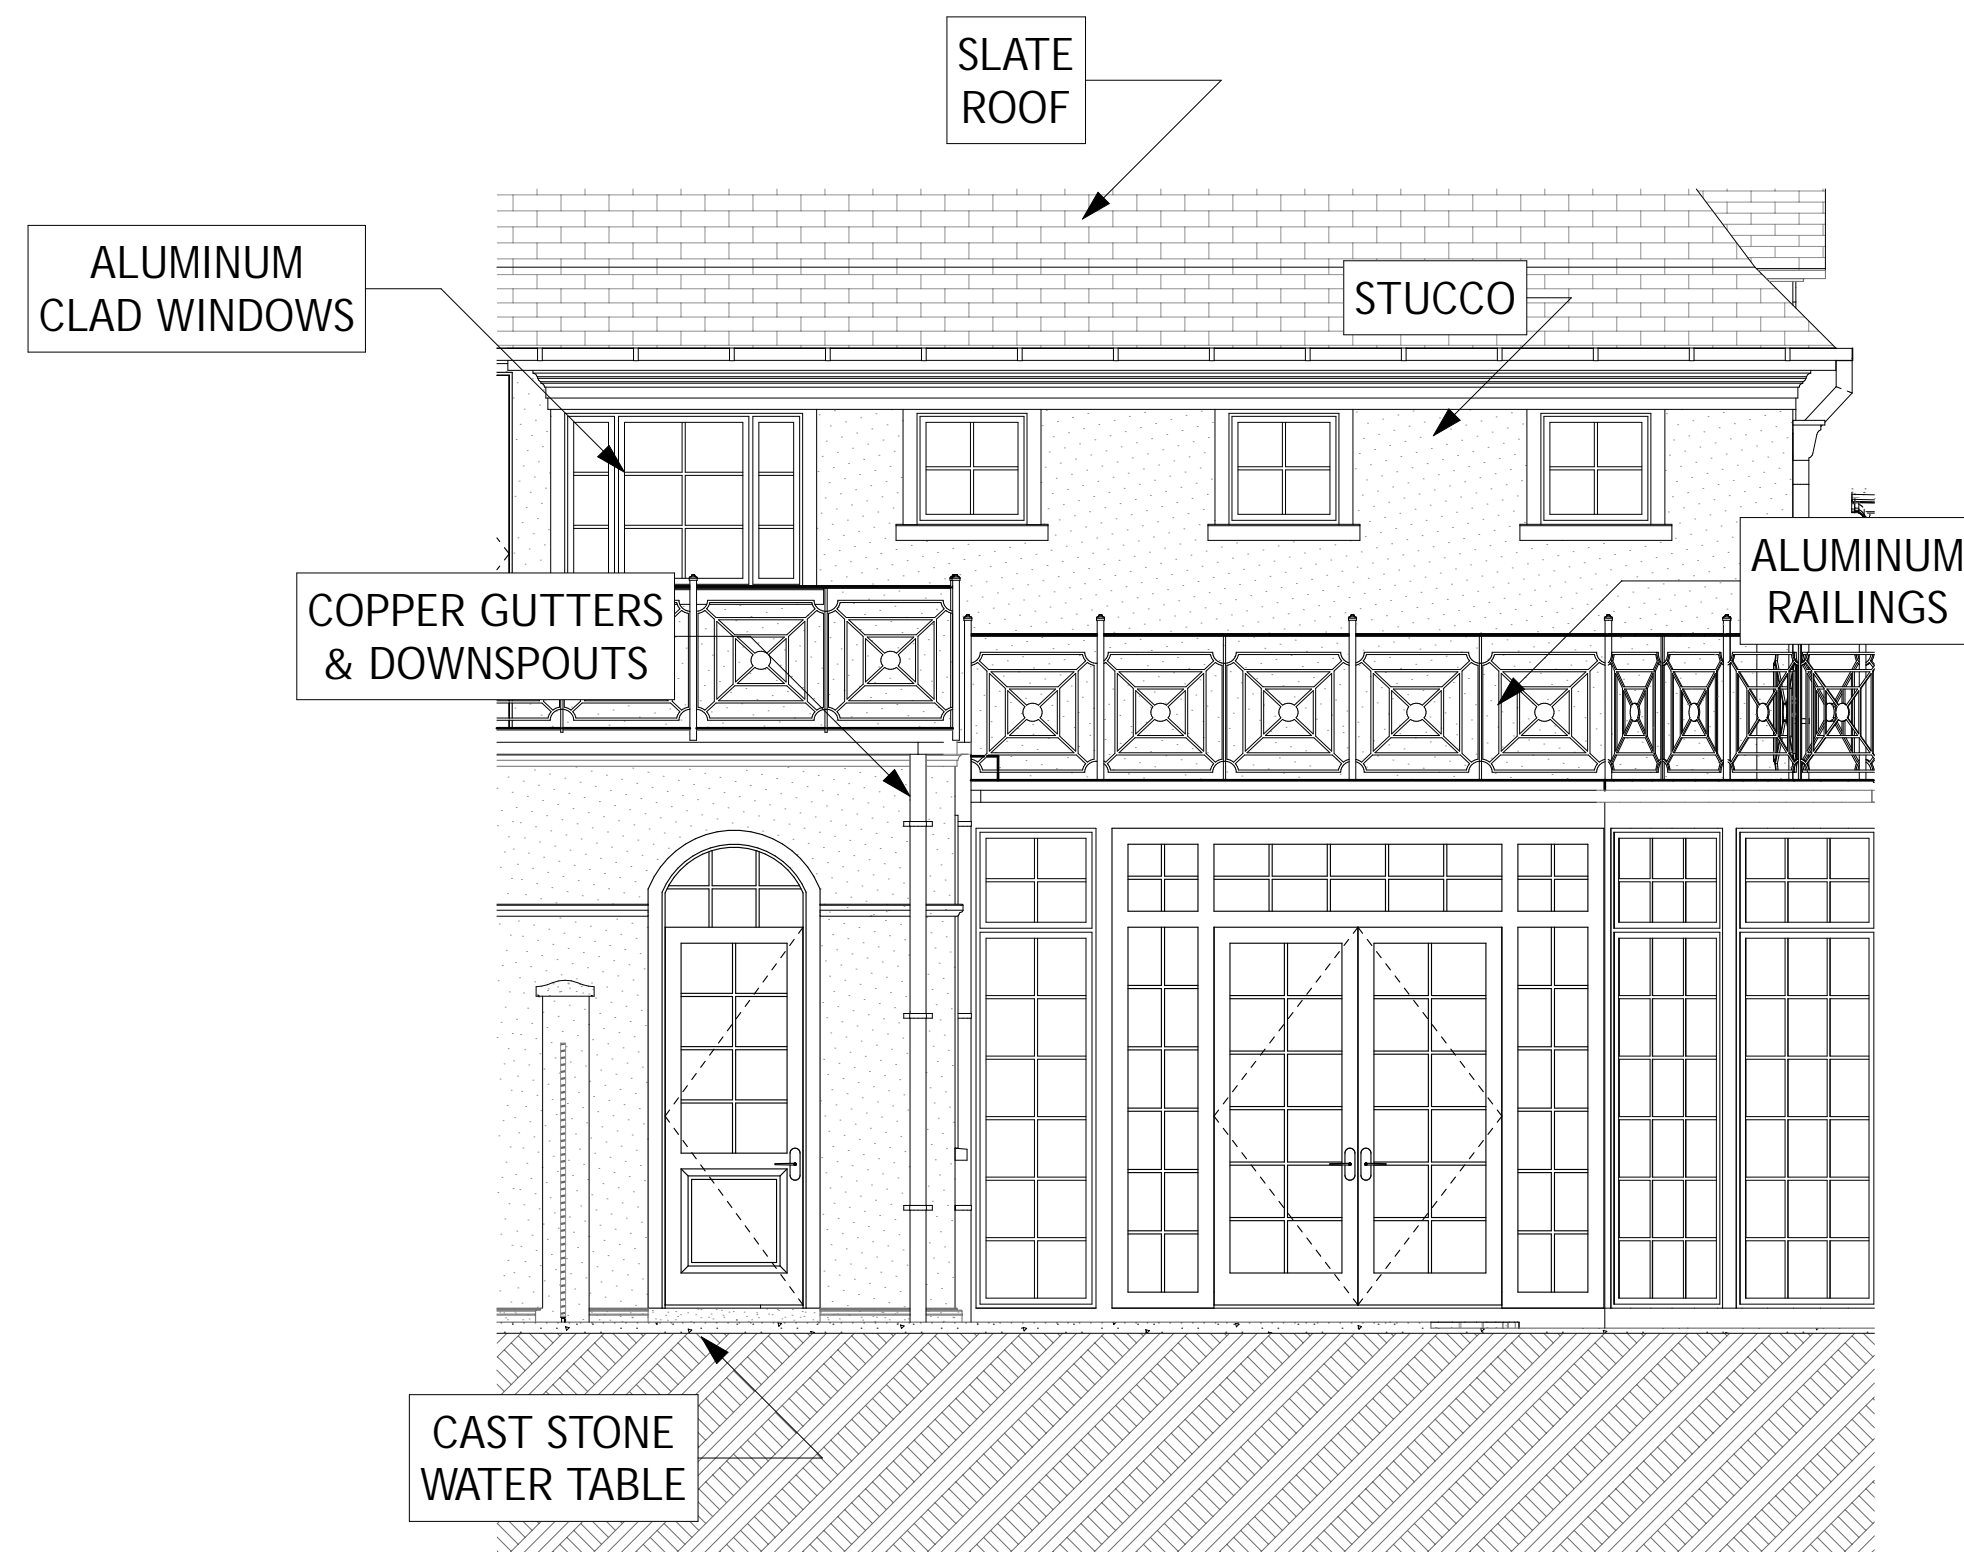 SLATE
ROOF
ALUMINUM
CLAD WINDOWS
STUCCO
ALUMINUM
RAILINGS
COPPER GUTTERS
& DOWNSPOUTS
CAST STONE
WATER TABLE